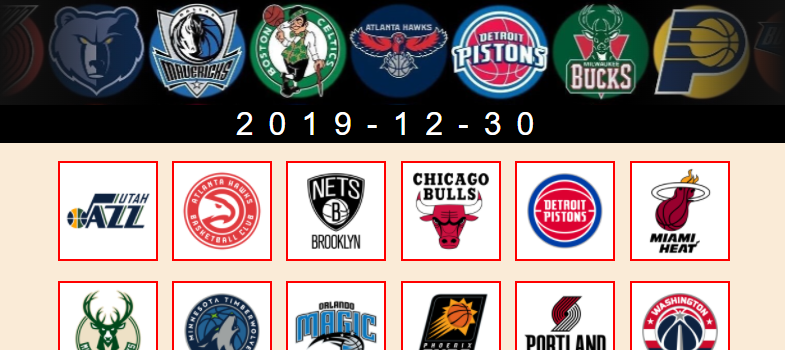 MAVERICKS
BOSTON CELTICS
ATLANTA HAWKS
DETROIT
PISTONS
MILWAUKEE
BUCKS
2019-12-30
UTAH
JAZZ
ATLANTA HAWKS
BASKETBALL CLUB
NETS
B
BROOKLYN
CHICAGO
BULLS
DETROIT
PISTONS
MIAMI
HEAT
MINNESOTA TIMBERWOLVES
ORLANDO
MAGIC
PHOENIX
PORTLAND
WASHINGTON